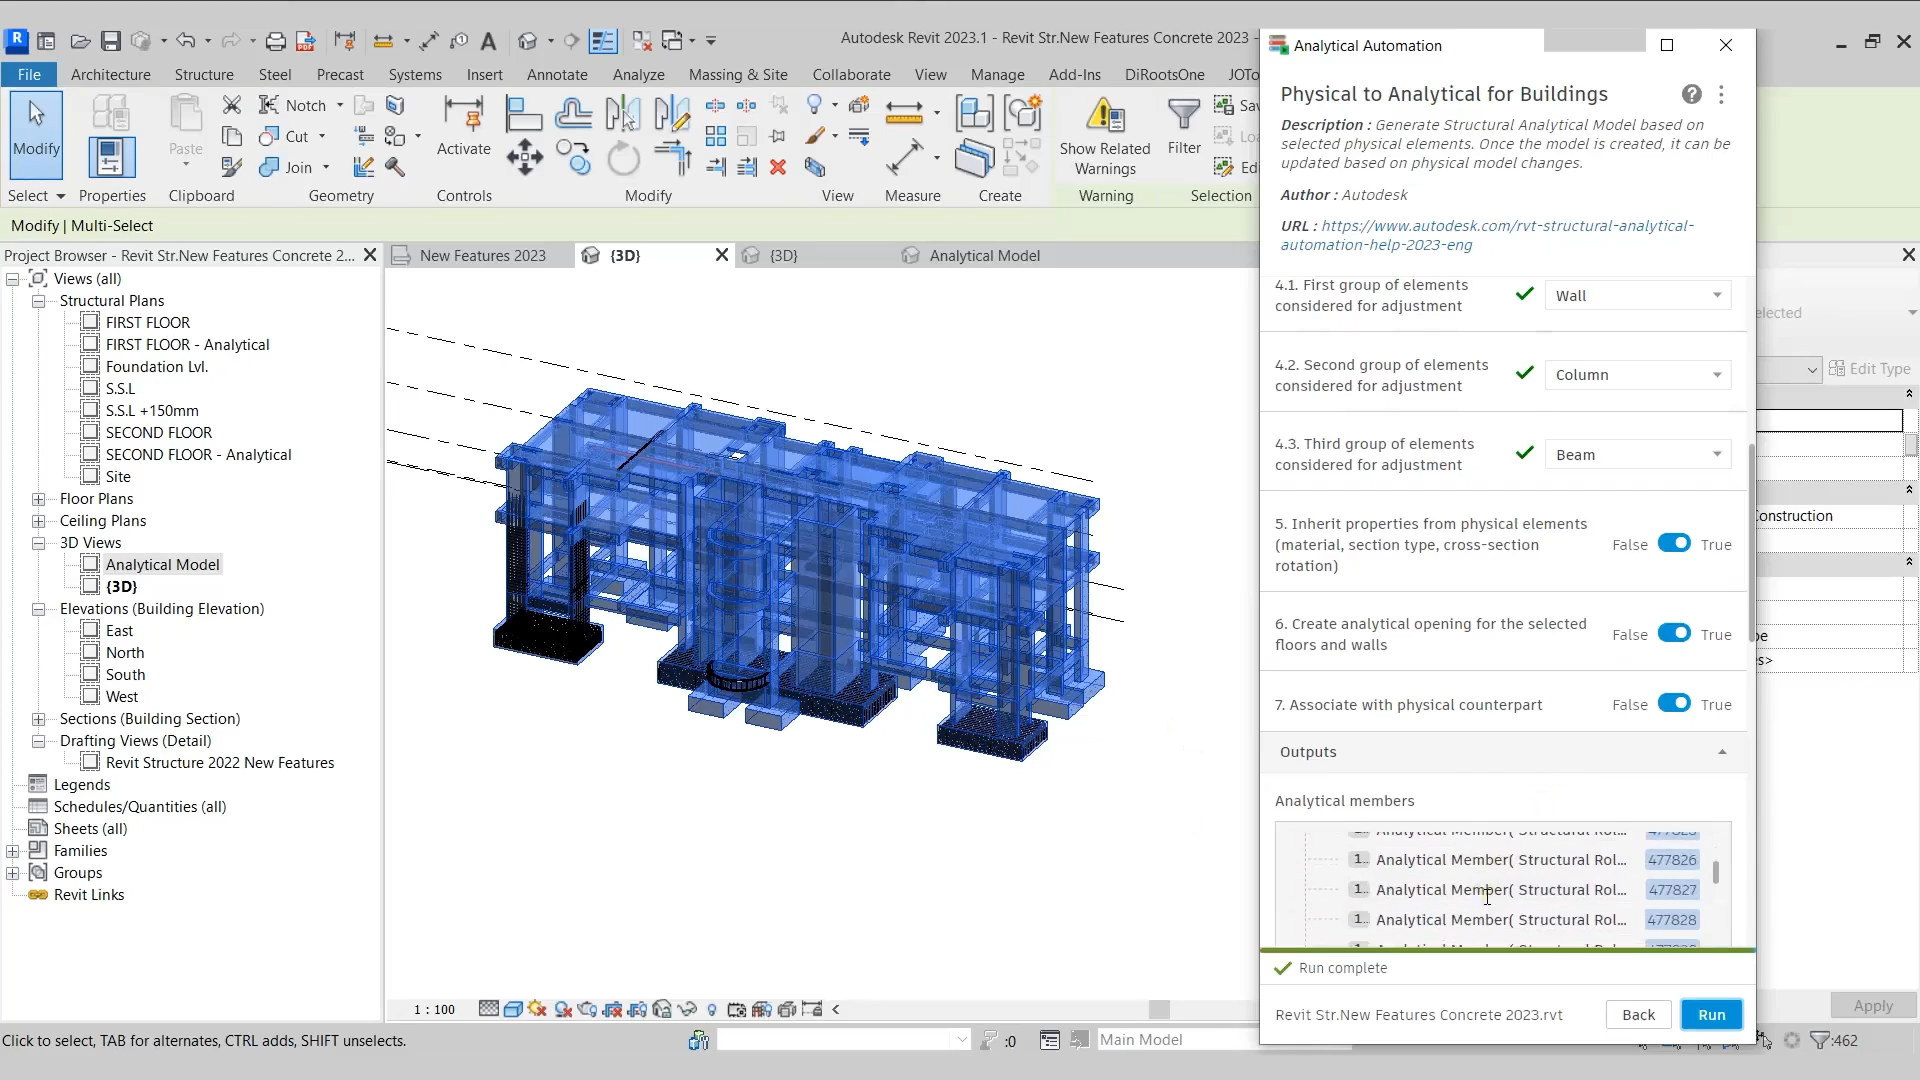 Autodesk Revit 2023.1 - Revit Str.New Features Concrete 2023 -
File
Architecture
Structure
Steel
Precast
Systems
Insert
Annotate
Analyze
Massing & Site
Collaborate
View
Manage
Add-Ins
DiRootsOne
Modify
Paste
Notch
Cut
Join
Activate
Show Related
Warnings
Filter
Select
Properties
Clipboard
Geometry
Controls
Modify
View
Measure
Create
Warning
Selection
Modify | Multi-Select
Project Browser - Revit Str.New Features Concrete 2...
New Features 2023
{3D}
{3D}
Analytical Model
Views (all)
Structural Plans
FIRST FLOOR
FIRST FLOOR - Analytical
Foundation Lvl.
S.S.L
S.S.L +150mm
SECOND FLOOR
SECOND FLOOR - Analytical
Site
Floor Plans
Ceiling Plans
3D Views
Analytical Model
{3D}
Elevations (Building Elevation)
East
North
South
West
Sections (Building Section)
Drafting Views (Detail)
Revit Structure 2022 New Features
Legends
Schedules/Quantities (all)
Sheets (all)
Families
Groups
Revit Links
1 : 100
Click to select, TAB for alternates, CTRL adds, SHIFT unselects.
:0
Main Model
:462
Analytical Automation
Physical to Analytical for Buildings
Description : Generate Structural Analytical Model based on
selected physical elements. Once the model is created, it can be
updated based on physical model changes.
Author : Autodesk
URL : https://www.autodesk.com/rvt-structural-analytical-
automation-help-2023-eng
4.1. First group of elements
considered for adjustment
Wall
4.2. Second group of elements
considered for adjustment
Column
4.3. Third group of elements
considered for adjustment
Beam
5. Inherit properties from physical elements
(material, section type, cross-section
rotation)
False
True
6. Create analytical opening for the selected
floors and walls
False
True
7. Associate with physical counterpart
False
True
Outputs
Analytical members
Analytical Member( Structural Rol... 477826
Analytical Member( Structural Rol... 477827
Analytical Member( Structural Rol... 477828
Run complete
Revit Str.New Features Concrete 2023.rvt
Back
Run
Edit Type
Apply